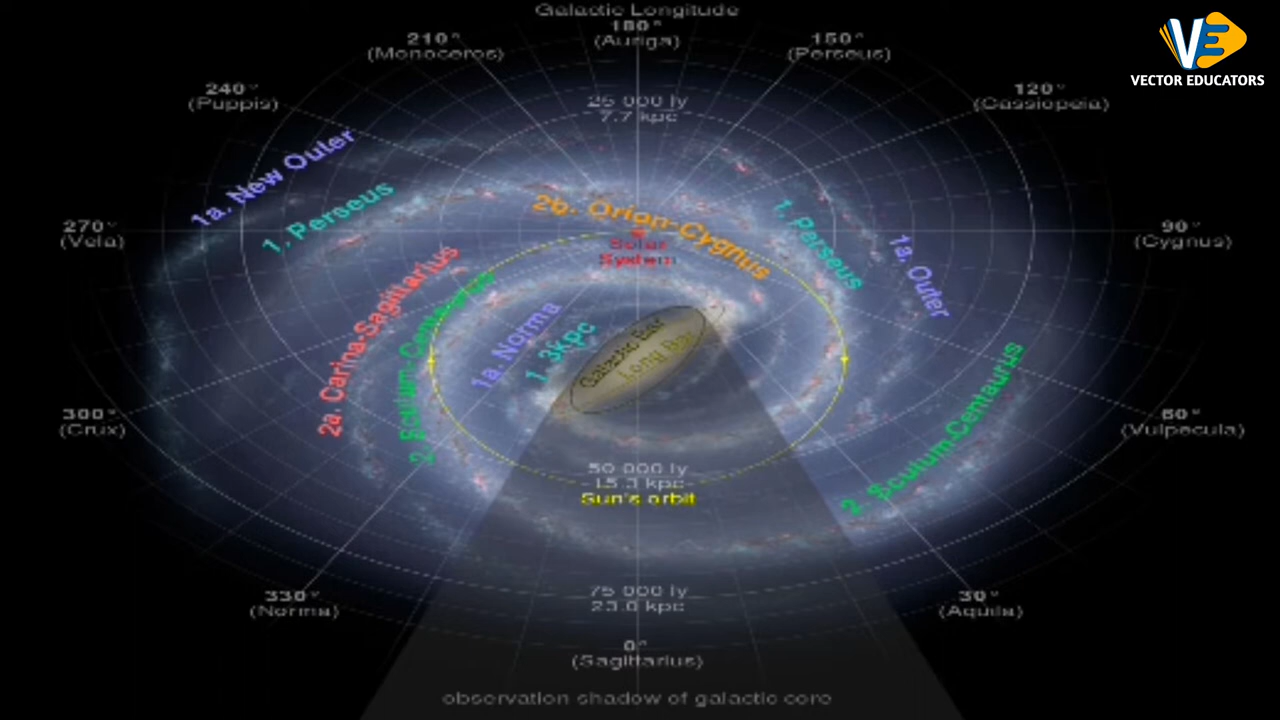 Galactic Longitude
180°
(Auriga)
210°
(Monoceros)
150°
(Perseus)
VECTOR EDUCATORS
240°
(Puppis)
120°
(Cassiopeia)
25 000 ly
7.7 kpc
1a. New Outer
1. Perseus
2b. Orion-Cygnus
1. Perseus
1a. Outer
270°
(Vela)
90°
(Cygnus)
Solar
System
2a. Carina-Sagittarius
2. Scutum-Centaurus
1a. Norma
1. 3kpc
Galactic Bar
Long Bar
2. Scutum-Centaurus
300°
(Crux)
60°
(Vulpecula)
50 000 ly
15.3 kpc
Sun's orbit
75 000 ly
23.0 kpc
330°
(Norma)
30°
(Aquila)
0°
(Sagittarius)
observation shadow of galactic core